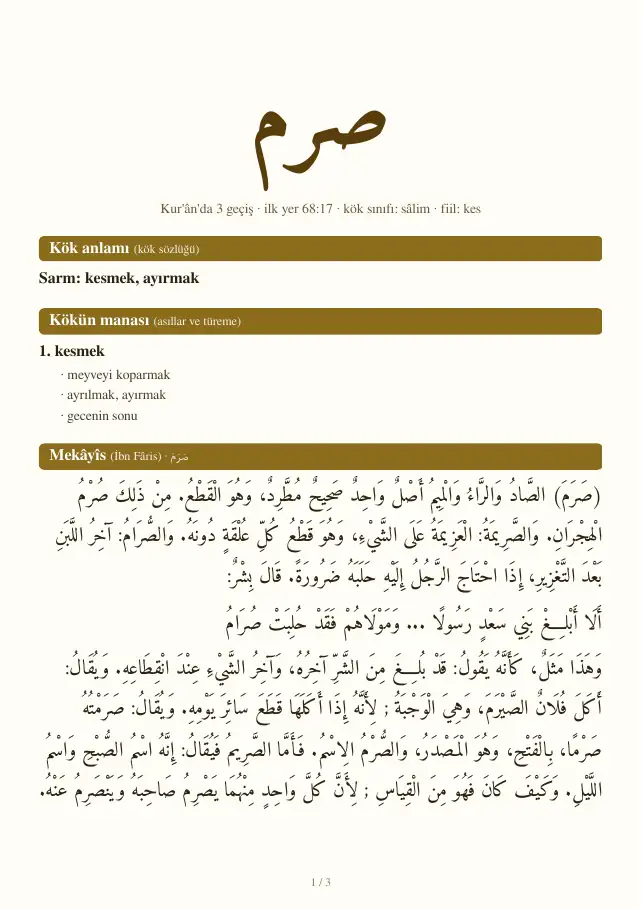 صرم
Kur'ân'da 3 geçiş · ilk yer 68:17 · kök sınıfı: sâlim · fiil: kes
Kök anlamı (kök sözlüğü)
Sarm: kesmek, ayırmak
Kökün manası (asıllar ve türeme)
1. kesmek
· meyveyi koparmak
· ayrılmak, ayırmak
· gecenin sonu
Mekâyîs (İbn Fâris) · صَرَمَ
(صَرَمَ) الصَّادُ وَالرَّاءُ وَالْمِيمُ أَصْلٌ وَاحِدٌ صَحِيحٌ مُطَّرِدٌ، وَهُوَ الْقَطْعُ. مِنْ ذَلِكَ صُرْمُ
الْهِجْرَانِ. وَالصَّرِيمَةُ: الْعَزِيمَةُ عَلَى الشَّيْءِ، وَهُوَ قَطْعُ كُلِّ عُلْقَةٍ دُونَهُ. وَالصُّرَامُ: آخِرُ اللَّبَنِ
بَعْدَ التَّغْزِيرِ، إِذَا احْتَاجَ الرَّجُلُ إِلَيْهِ حَلَبَهُ ضَرُورَةً. قَالَ بِشْرٌ:
أَلَا أَبْلِغْ بَنِي سَعْدٍ رَسُولًا ... وَمَوْلَاهُمْ فَقَدْ حُلِبَتْ صُرَامُ
وَهَذَا مَثَلٌ، كَأَنَّهُ يَقُولُ: قَدْ بُلِغَ مِنَ الشَّرِّ آخِرُهُ، وَآخِرُ الشَّيْءِ عِنْدَ انْقِطَاعِهِ. وَيُقَالُ:
أَكَلَ فُلَانٌ الصَّيْرَمَ، وَهِيَ الْوَجْبَةُ ; لِأَنَّهُ إِذَا أَكَلَهَا قَطَعَ سَائِرَ يَوْمِهِ. وَيُقَالُ: صَرَمْتُهُ
صَرْمًا، بِالْفَتْحِ، وَهُوَ الْمَصْدَرُ، وَالصُّرْمُ الِاسْمُ. فَأَمَّا الصَّرِيمُ فَيُقَالُ: إِنَّهُ اسْمُ الصُّبْحِ وَاسْمُ
اللَّيْلِ. وَكَيْفَ كَانَ فَهُوَ مِنَ الْقِيَاسِ ; لِأَنَّ كُلَّ وَاحِدٍ مِنْهُمَا يَصْرِمُ صَاحِبَهُ وَيَنْصَرِمُ عَنْهُ.
1 / 3